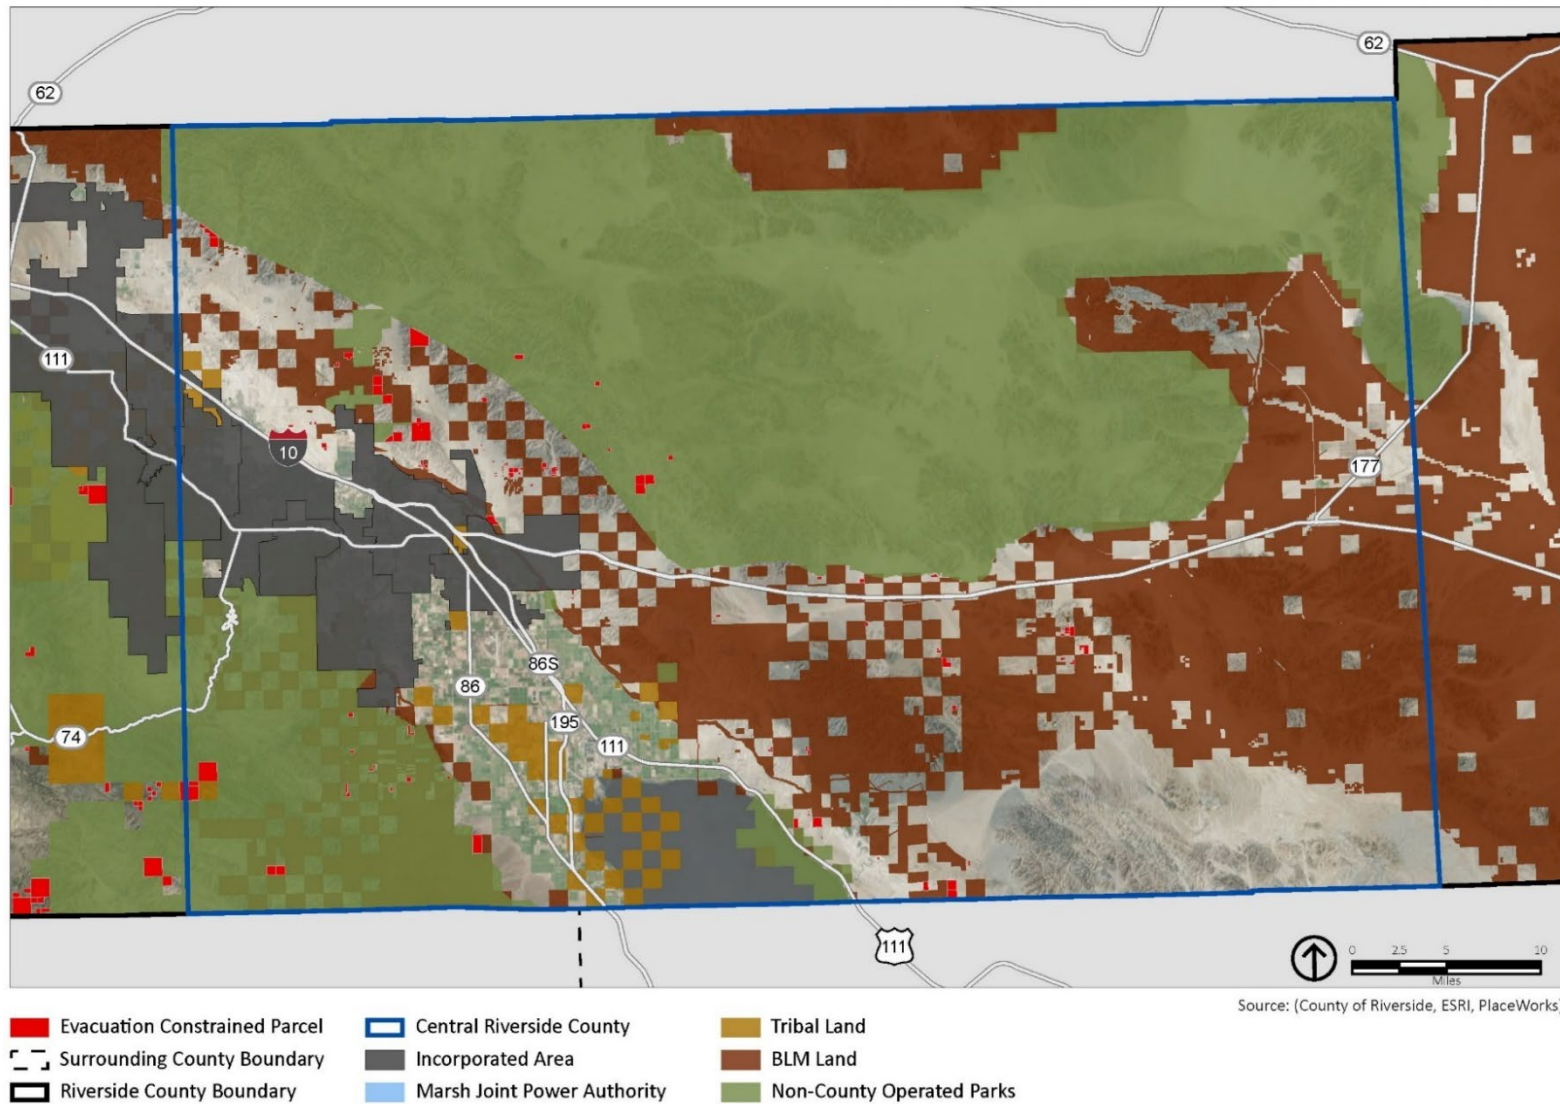 62
62
111
10
177
86S
86
195
74
111
111
0 2.5 5 10
Miles
Source: (County of Riverside, ESRI, PlaceWorks)
Evacuation Constrained Parcel
Central Riverside County
Tribal Land
Surrounding County Boundary
Incorporated Area
BLM Land
Riverside County Boundary
Marsh Joint Power Authority
Non-County Operated Parks